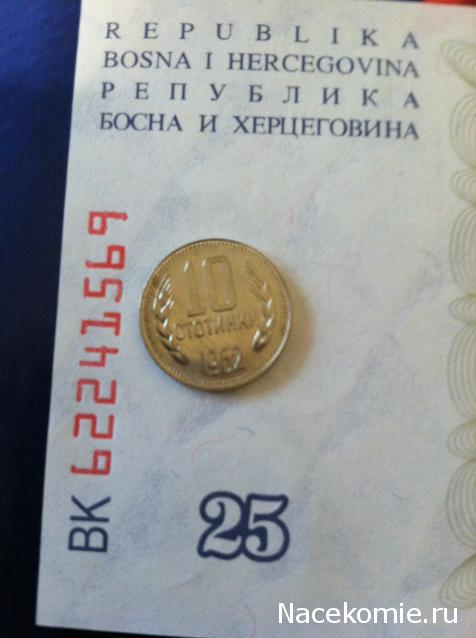 REPUBLIKA
BOSNA I HERCEGOVINA
РЕПУБЛИКА
БОСНА И ХЕРЦЕГОВИНА
10
СТОТИНКИ
1962
BK 62241569
25
Nacekomie.ru